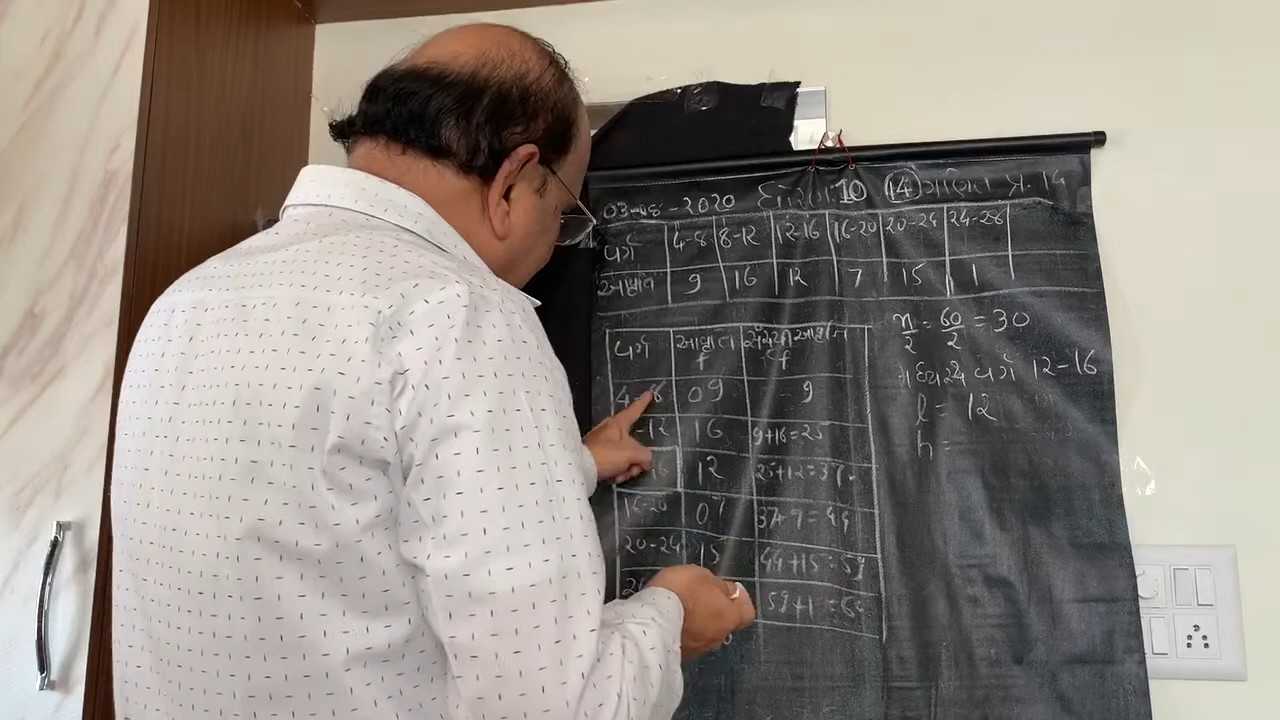 03-08-2020 ધોરણ 10 14 ગણિત પ્ર. 14
વર્ગ 4-8 8-12 12-16 16-20 20-24 24-28
આવૃત્તિ 9 16 12 7 15 1
વર્ગ આવૃત્તિ f સંચયી આવૃત્તિ cf
4-8 09 9
-12 16 9+16=25
12 25+12=37
16-20 07 37+7=44
20-24 15 44+15=59
59+1=60
n/2 = 60/2 = 30
મધ્યસ્થ વર્ગ 12-16
l = 12
h =